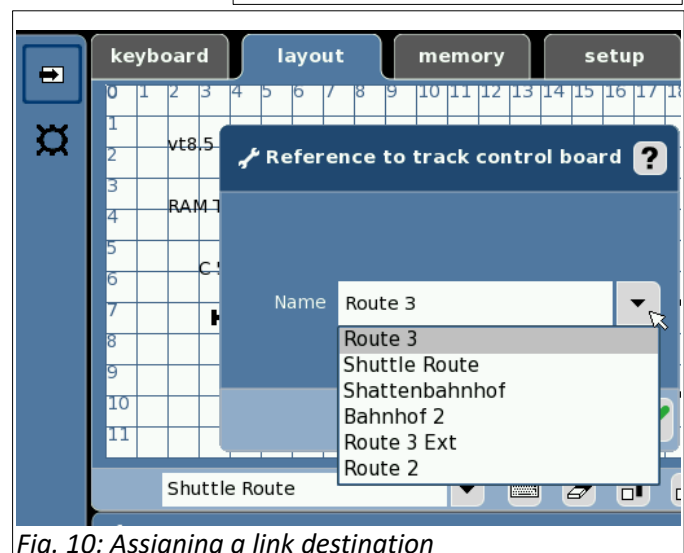 keyboard layout memory setup
0 1 2 3 4 5 6 7 8 9 10 11 12 13 14 15 16 17
1
vt8.5
2
Reference to track control board ?
3
RAM
4
5
C
6
Name Route 3
7
Route 3
8
Shuttle Route
9
Shattenbahnhof
10
Bahnhof 2
11
Route 3 Ext
Route 2
Shuttle Route
Fig. 10: Assigning a link destination